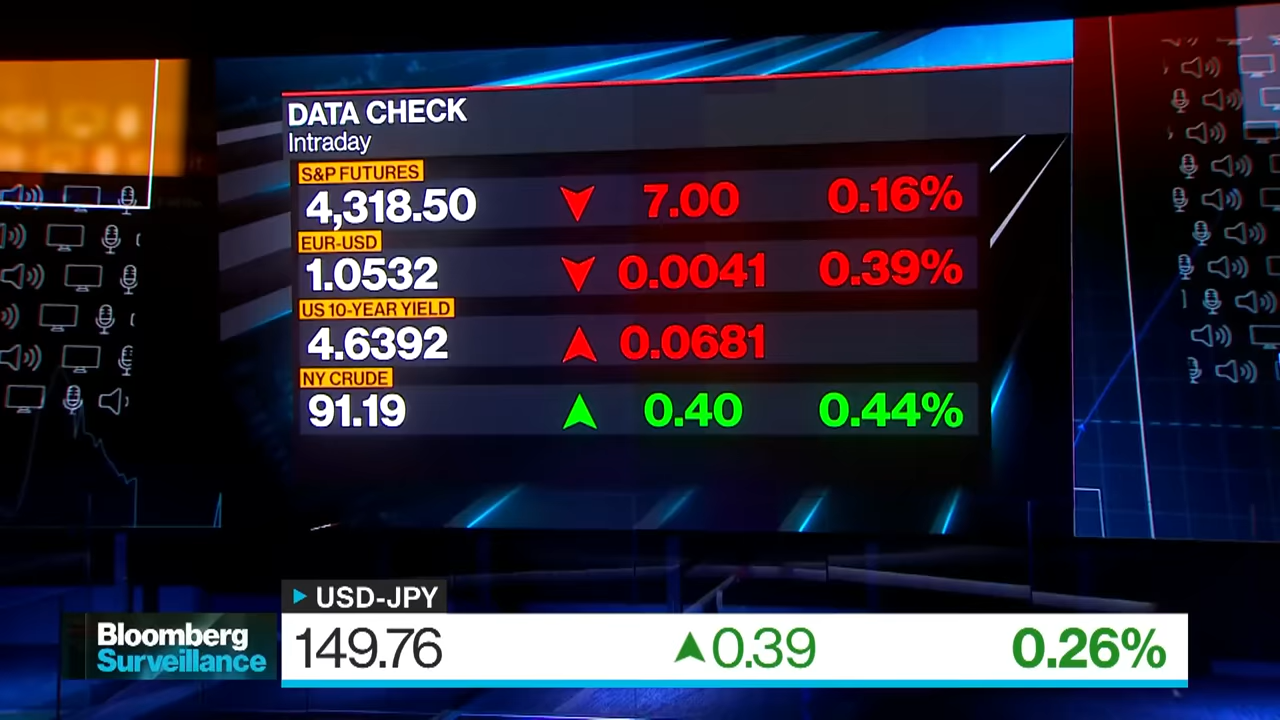 DATA CHECK
Intraday
S&P FUTURES
4,318.50 7.00 0.16%
EUR-USD
1.0532 0.0041 0.39%
US 10-YEAR YIELD
4.6392 0.0681
NY CRUDE
91.19 0.40 0.44%
USD-JPY
Bloomberg
Surveillance
149.76 0.39 0.26%